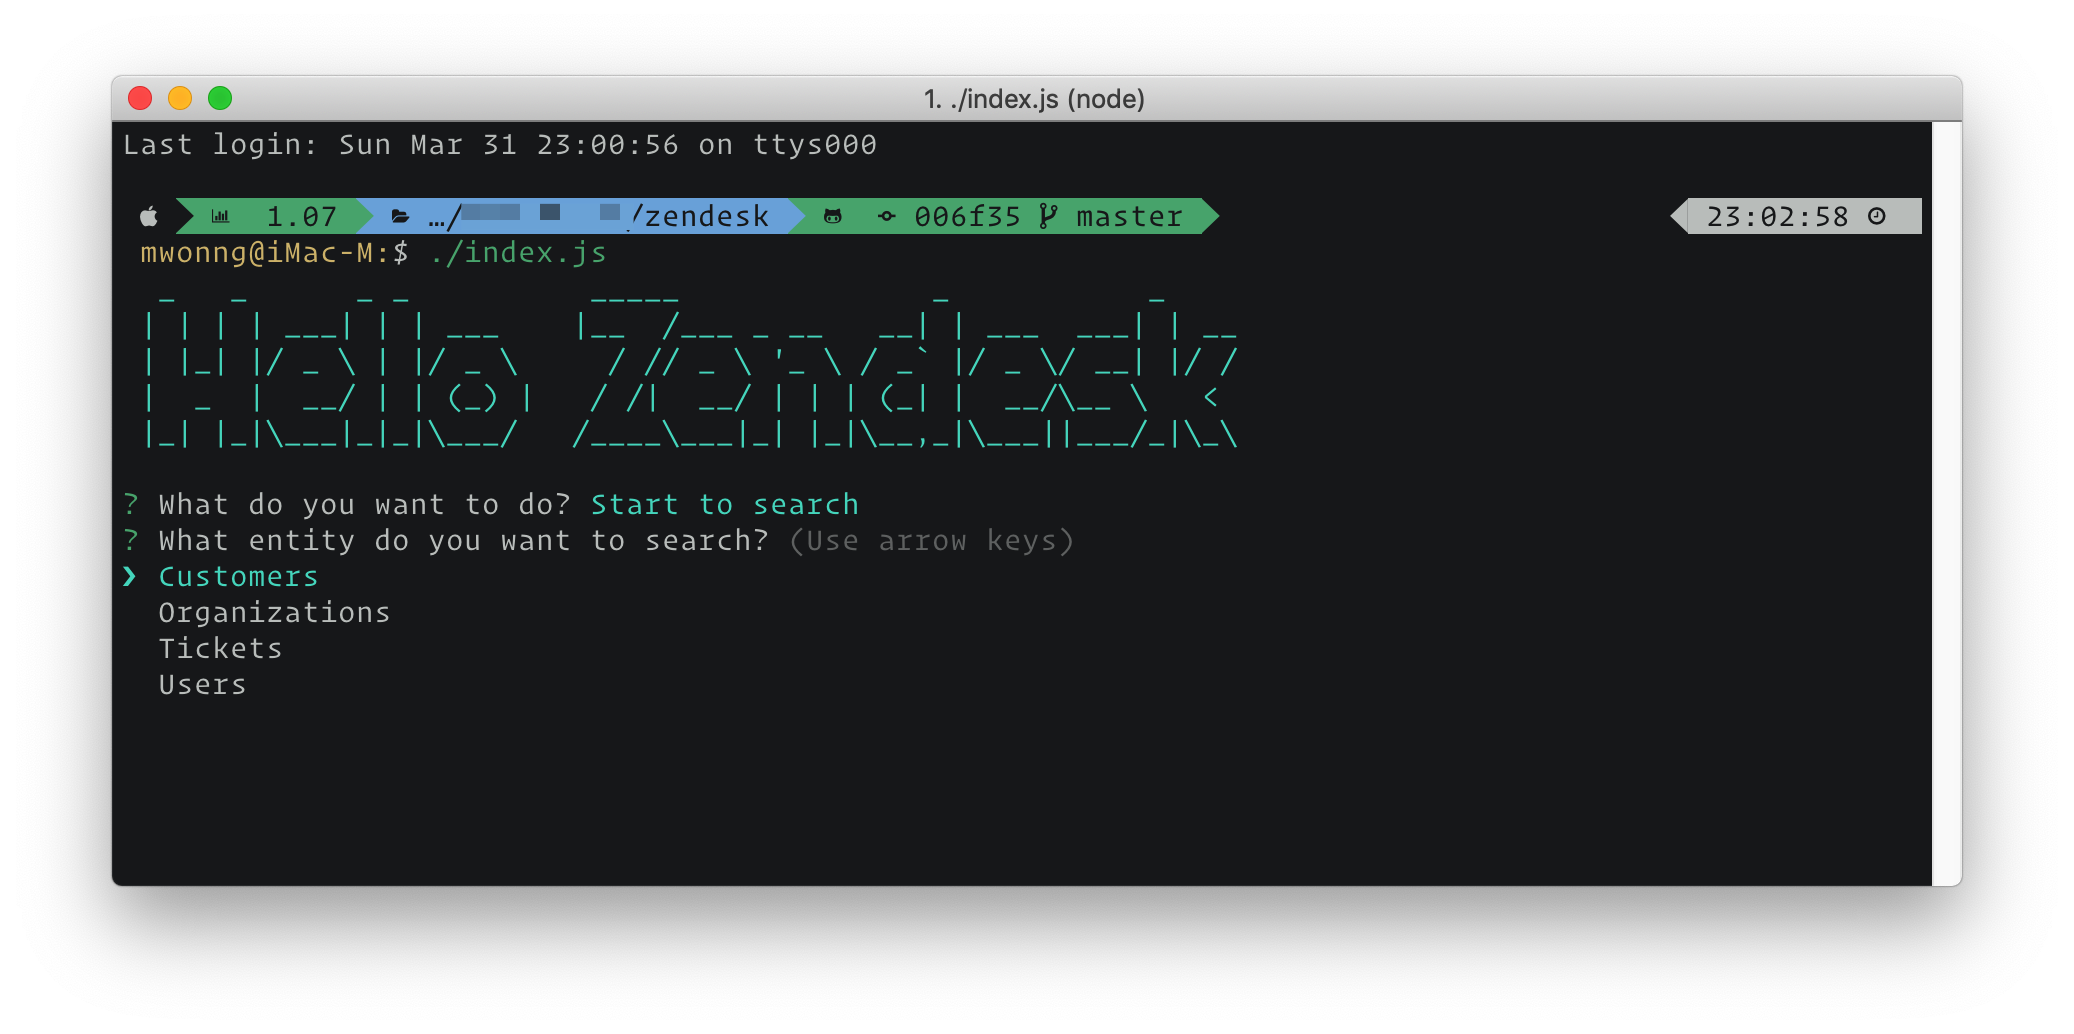 1. ./index.js (node)
Last login: Sun Mar 31 23:00:56 on ttys000
1.07 …/ /zendesk 006f35 master 23:02:58
mwonng@iMac-M:$ ./index.js
Hello Zendesk
? What do you want to do? Start to search
? What entity do you want to search? (Use arrow keys)
❯ Customers
Organizations
Tickets
Users